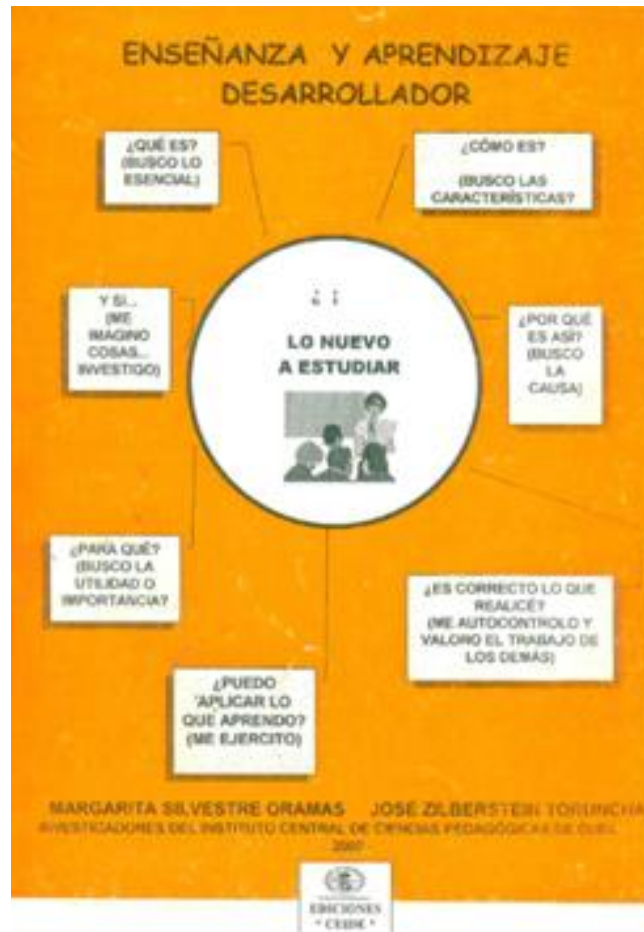 ENSEÑANZA Y APRENDIZAJE
DESARROLLADOR
¿QUÉ ES?
(BUSCO LO
ESENCIAL)
¿CÓMO ES?
(BUSCO LAS
CARACTERÍSTICAS?
Y SI...
(ME
IMAGINO
COSAS...
INVESTIGO)
¿ ¡
LO NUEVO
A ESTUDIAR
¿POR QUÉ
ES ASÍ?
(BUSCO
LA
CAUSA)
¿PARA QUÉ?
(BUSCO LA
UTILIDAD O
IMPORTANCIA?
¿ES CORRECTO LO QUE
REALICÉ?
(ME AUTOCONTROLO Y
VALORO EL TRABAJO DE
LOS DEMÁS)
¿PUEDO
'APLICAR LO
QUE APRENDO?
(ME EJERCITO)
MARGARITA SILVESTRE ORAMAS JOSÉ ZILBERSTEIN TORUNCHA
INVESTIGADORES DEL INSTITUTO CENTRAL DE CIENCIAS PEDAGÓGICAS DE
EDICIONES
" CEIDE "